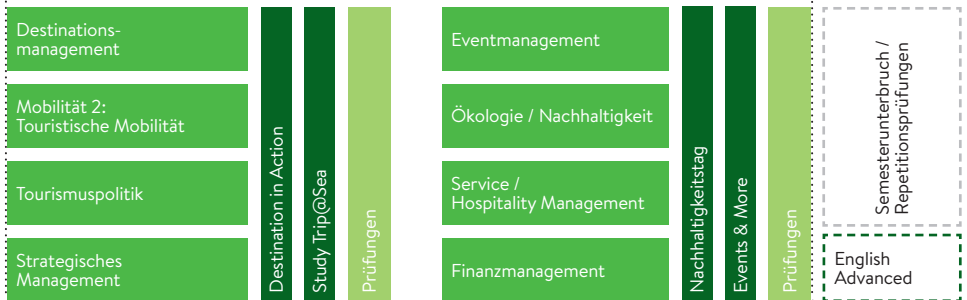 Destinations-
management
Mobilität 2:
Touristische Mobilität
Tourismuspolitik
Strategisches
Management
Destination in Action
Study Trip@Sea
Prüfungen
Eventmanagement
Ökologie / Nachhaltigkeit
Service /
Hospitality Management
Finanzmanagement
Nachhaltigkeitstag
Events & More
Prüfungen
Semesterunterbruch /
Repetitionsprüfungen
English
Advanced